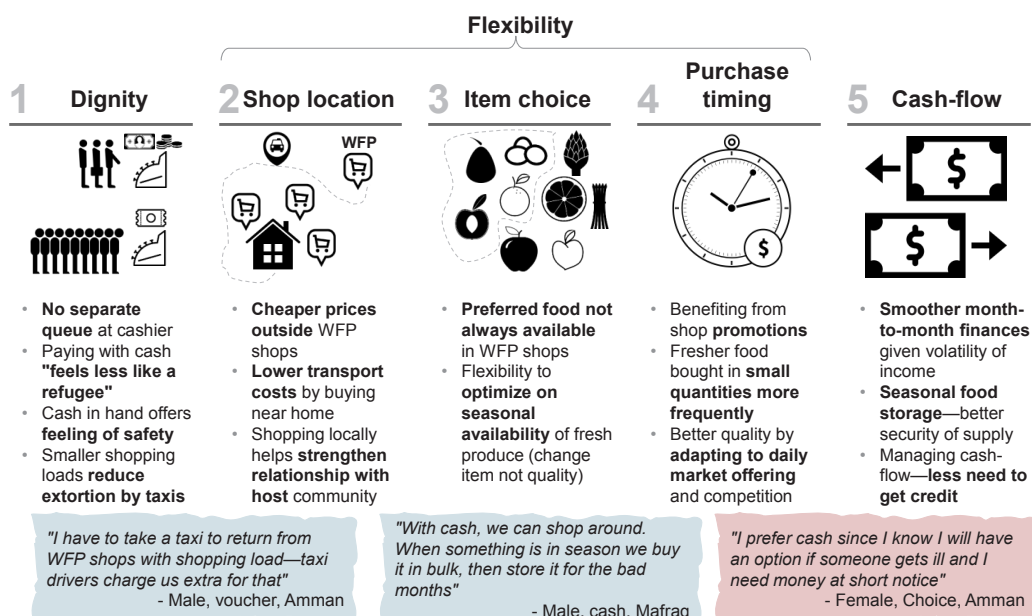 Flexibility
1 Dignity
2 Shop location
3 Item choice
4 Purchase
timing
5 Cash-flow
WFP
$
$
$
• No separate
queue at cashier
• Paying with cash
"feels less like a
refugee"
• Cash in hand offers
feeling of safety
• Smaller shopping
loads reduce
extortion by taxis
• Cheaper prices
outside WFP
shops
• Lower transport
costs by buying
near home
• Shopping locally
helps strengthen
relationship with
host community
• Preferred food not
always available
in WFP shops
• Flexibility to
optimize on
seasonal
availability of fresh
produce (change
item not quality)
• Benefiting from
shop promotions
• Fresher food
bought in small
quantities more
frequently
• Better quality by
adapting to daily
market offering
and competition
• Smoother month-
to-month finances
given volatility of
income
• Seasonal food
storage—better
security of supply
• Managing cash-
flow—less need to
get credit
"I have to take a taxi to return from
WFP shops with shopping load—taxi
drivers charge us extra for that"
- Male, voucher, Amman
"With cash, we can shop around.
When something is in season we buy
it in bulk, then store it for the bad
months"
- Male, cash, Mafraq
"I prefer cash since I know I will have
an option if someone gets ill and I
need money at short notice"
- Female, Choice, Amman